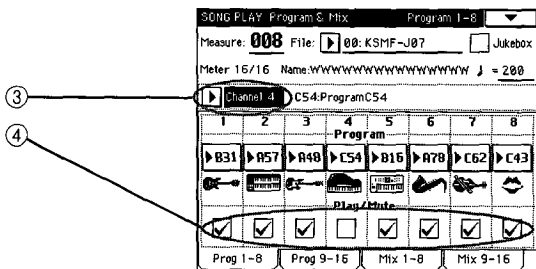 SONG PLAY Program & Mix Program 1-8
Measure: 008 File: 00: KSMF-J07 Jukebox
Meter 16/16 Name:WWWWWWWWWWWWWWWW ♩ = 200
③ Channel 4 C54:ProgramC54
1 2 3 4 5 6 7 8
Program
B31 A57 A48 C54 B16 A78 C62 C43
④ Play/Mute
Prog 1-8 Prog 9-16 Mix 1-8 Mix 9-16